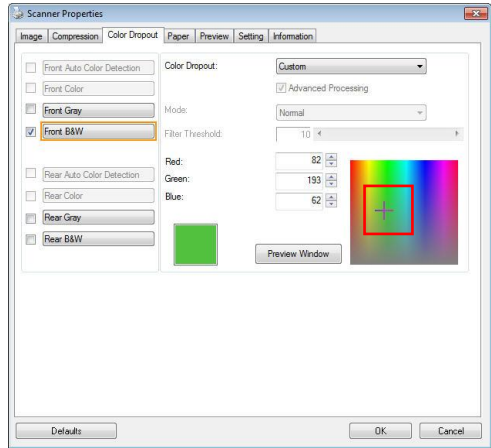 Scanner Properties
Image Compression Color Dropout Paper Preview Setting Information
Front Auto Color Detection
Front Color
Front Gray
Front B&W
Rear Auto Color Detection
Rear Color
Rear Gray
Rear B&W
Color Dropout: Custom
Advanced Processing
Mode: Normal
Filter Threshold: 10
Red: 82
Green: 193
Blue: 62
Preview Window
Defaults OK Cancel